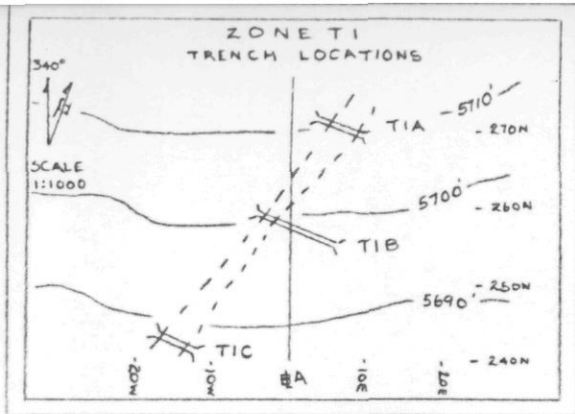 ZONE T1
TRENCH LOCATIONS
340°
N
SCALE
1:1000
T1A
5710'
- 270N
5700'
- 260N
T1B
- 250N
5690'
T1C
- 240N
-20W
-10W
℄A
-10E
-20E